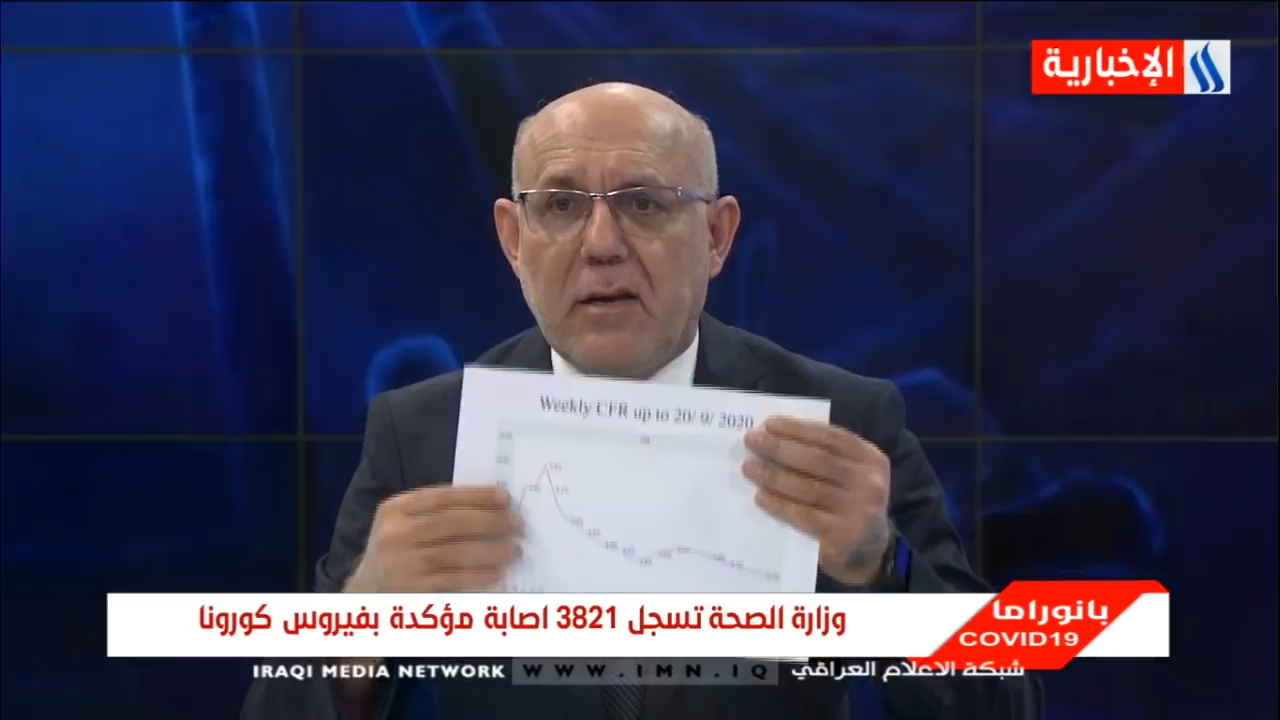 الإخبارية
Weekly CFR up to 20/ 9/ 2020
وزارة الصحة تسجل 3821 اصابة مؤكدة بفيروس كورونا
بانوراما
COVID19
IRAQI MEDIA NETWORK WWW.IMN.IQ شبكة الاعلام العراقي